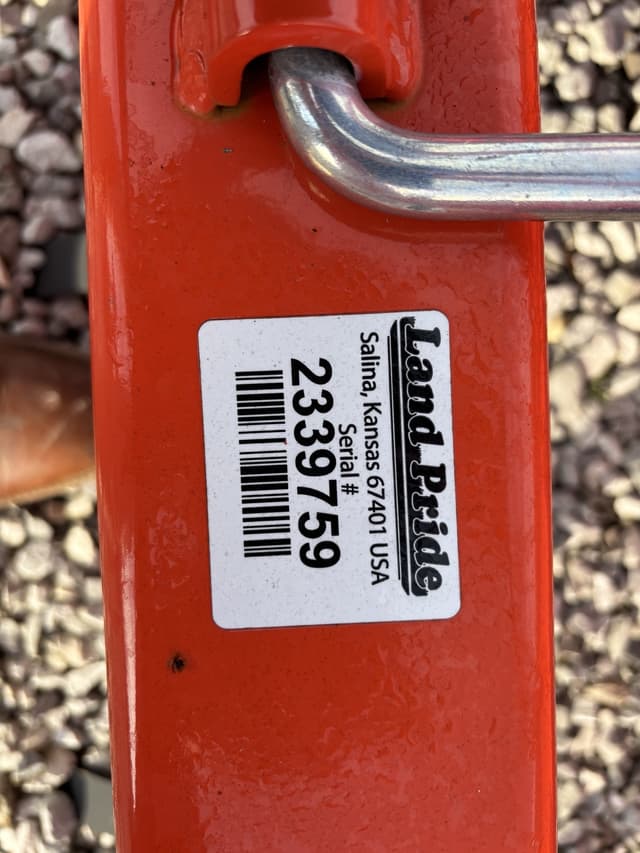 Land Pride
Salina, Kansas 67401 USA
Serial #
2339759